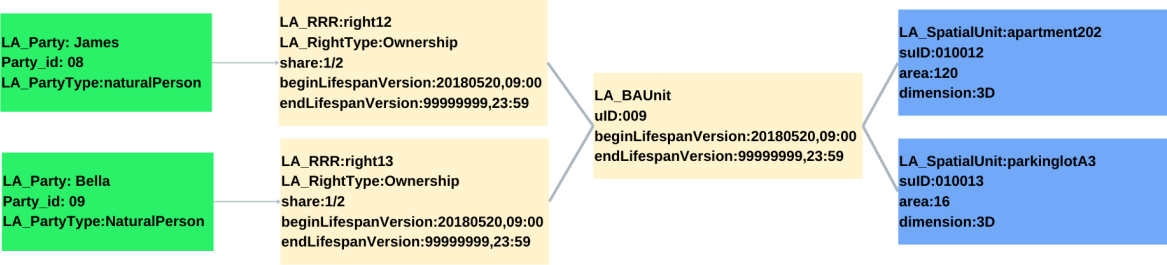 LA_Party: James
Party_id: 08
LA_PartyType:naturalPerson
LA_RRR:right12
LA_RightType:Ownership
share:1/2
beginLifespanVersion:20180520,09:00
endLifespanVersion:99999999,23:59
LA_Party: Bella
Party_id: 09
LA_PartyType:NaturalPerson
LA_RRR:right13
LA_RightType:Ownership
share:1/2
beginLifespanVersion:20180520,09:00
endLifespanVersion:99999999,23:59
LA_BAUnit
uID:009
beginLifespanVersion:20180520,09:00
endLifespanVersion:99999999,23:59
LA_SpatialUnit:apartment202
suID:010012
area:120
dimension:3D
LA_SpatialUnit:parkinglotA3
suID:010013
area:16
dimension:3D